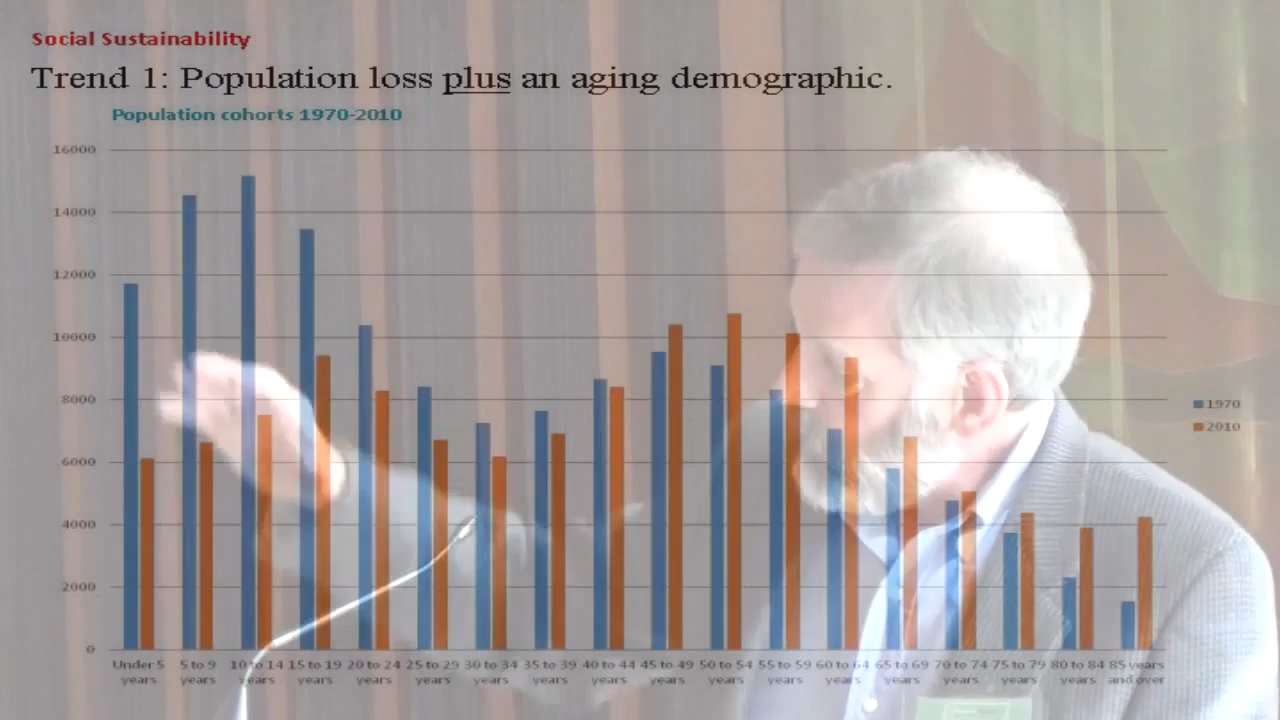 Social Sustainability
Trend 1: Population loss plus an aging demographic.
Population cohorts 1970-2010
16000
14000
12000
10000
8000
6000
4000
2000
0
1970
2010
Under 5 years
5 to 9 years
10 to 14 years
15 to 19 years
20 to 24 years
25 to 29 years
30 to 34 years
35 to 39 years
40 to 44 years
45 to 49 years
50 to 54 years
55 to 59 years
60 to 64 years
65 to 69 years
70 to 74 years
75 to 79 years
80 to 84 years
85 years and over